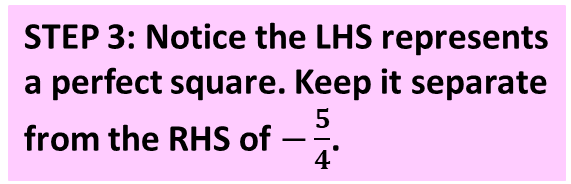 STEP 3: Notice the LHS represents
a perfect square. Keep it separate
from the RHS of −5/4.